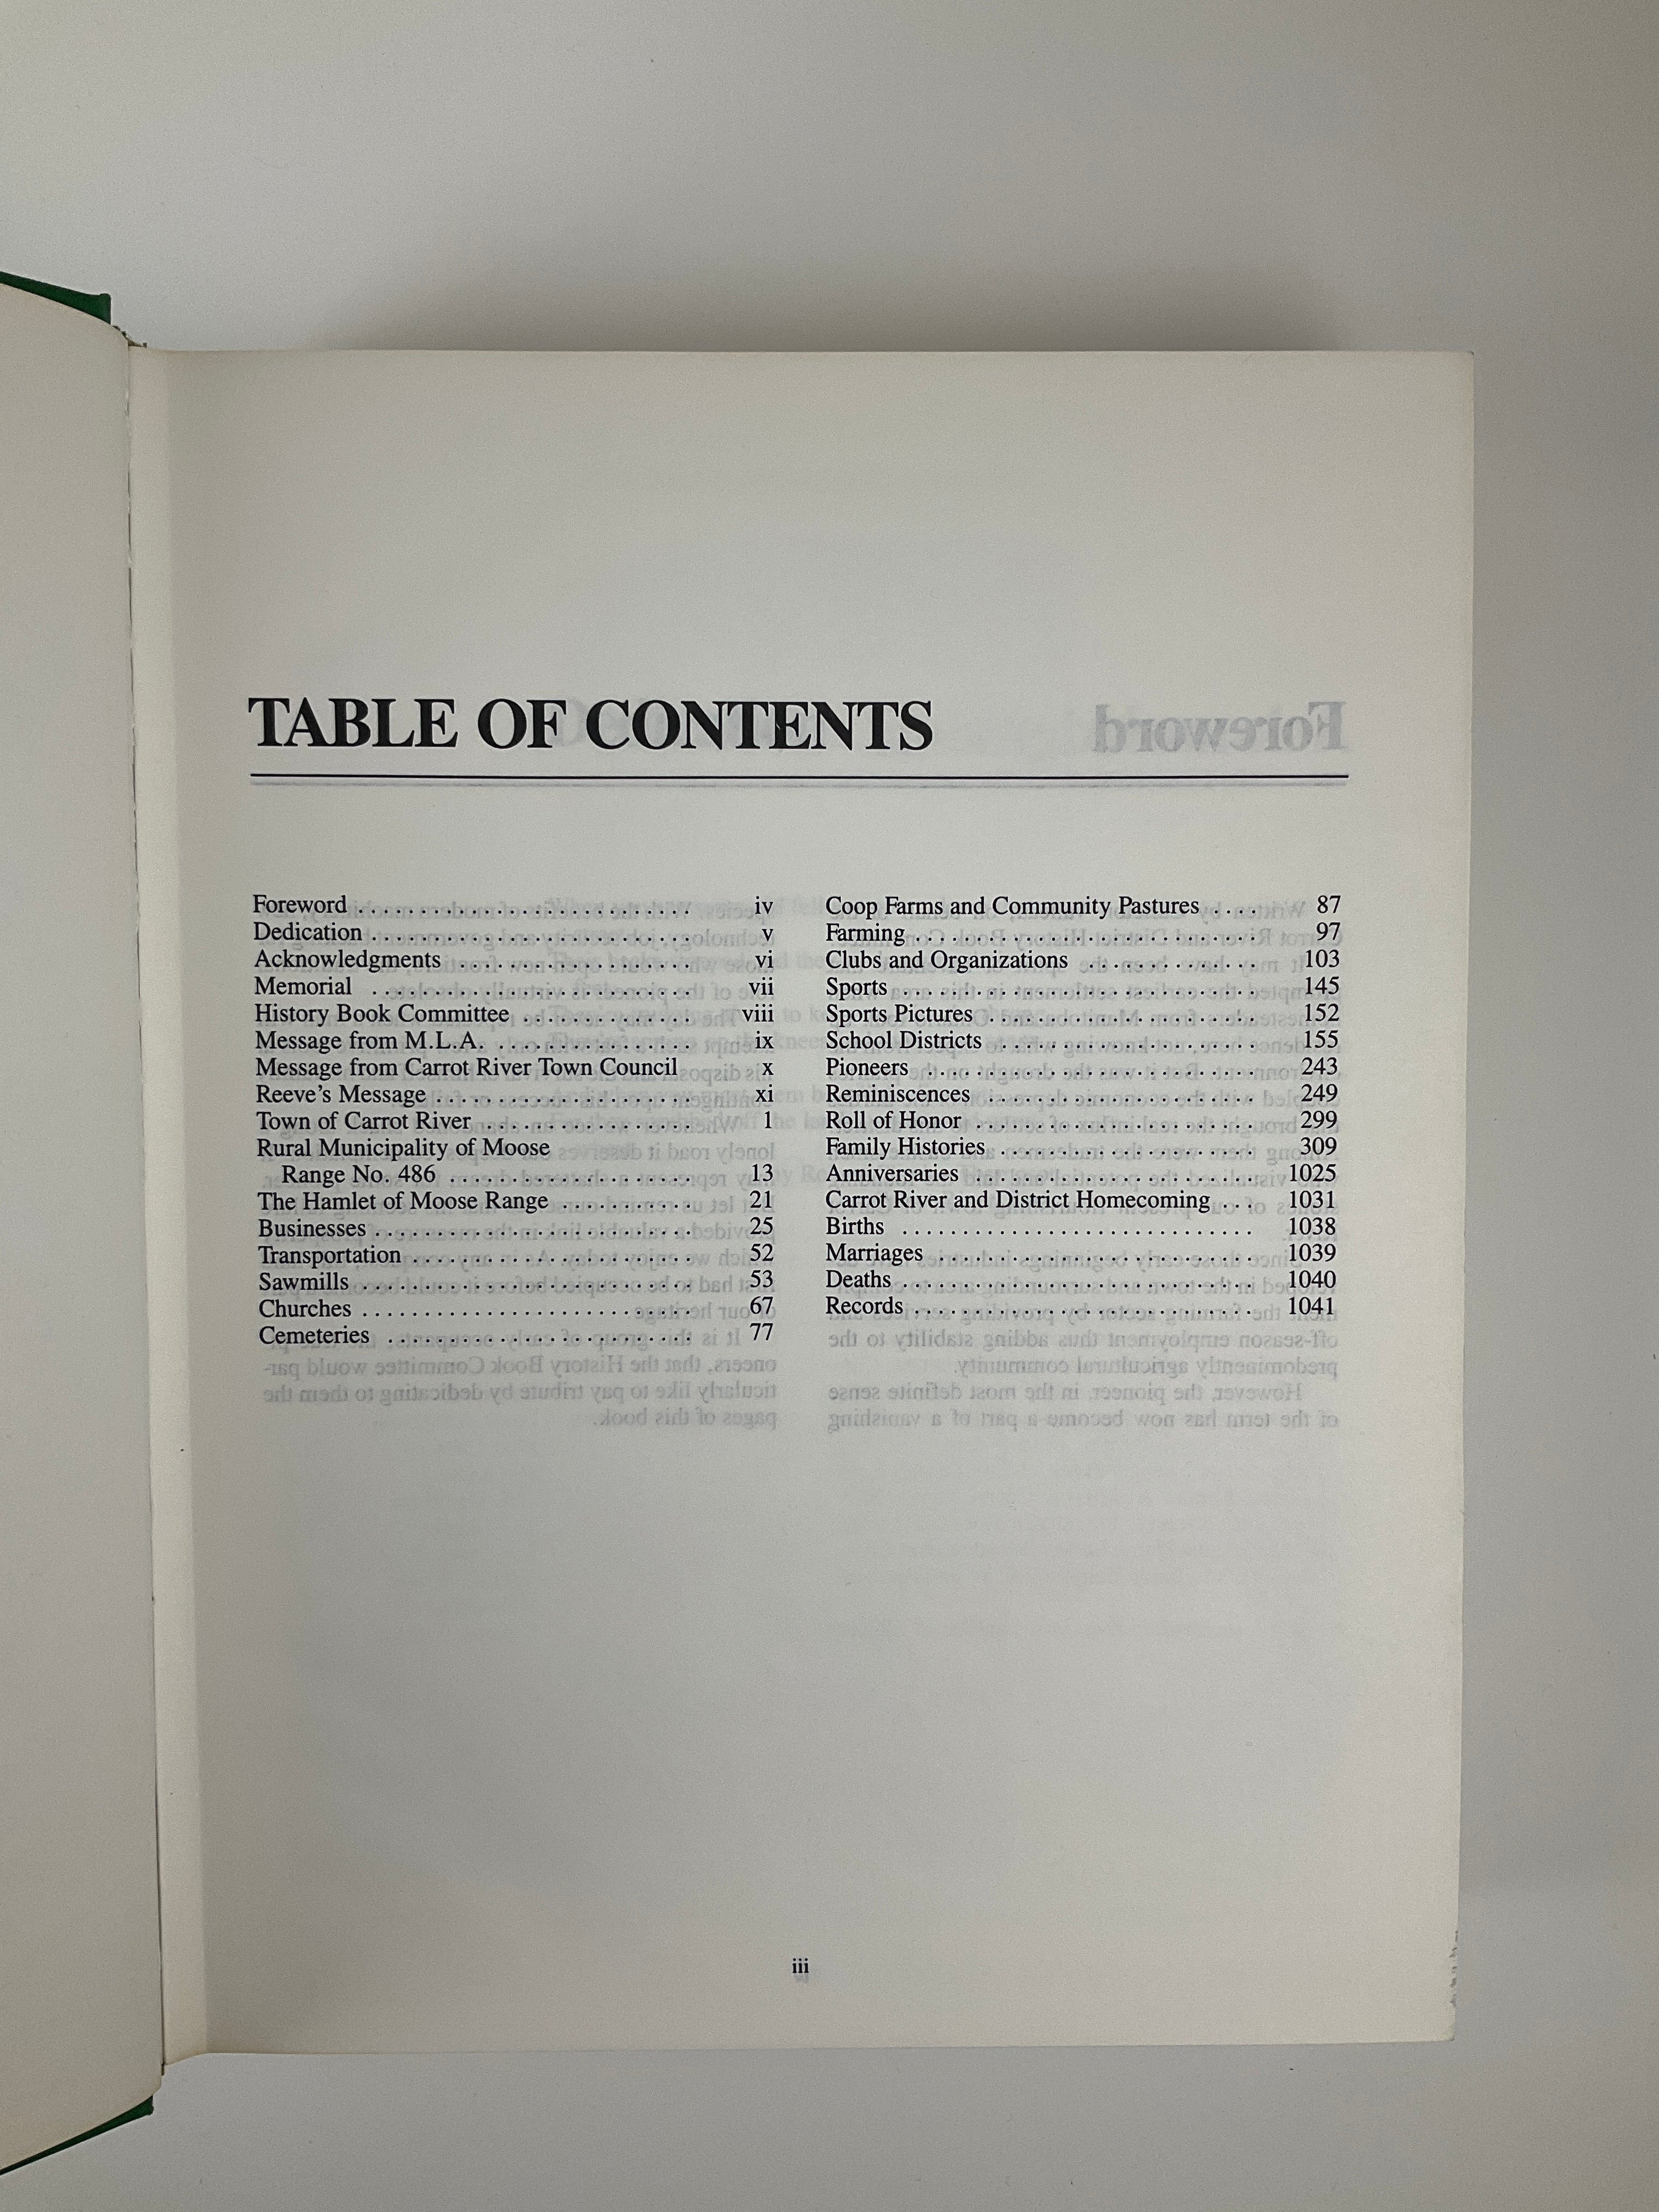 TABLE OF CONTENTS
Foreword . . . . . . . . . . . . . . . . . . . . . . . . . . . iv
Dedication . . . . . . . . . . . . . . . . . . . . . . . . . . v
Acknowledgments . . . . . . . . . . . . . . . . . . . vi
Memorial . . . . . . . . . . . . . . . . . . . . . . . . . . vii
History Book Committee . . . . . . . . . . . . . . viii
Message from M.L.A. . . . . . . . . . . . . . . . . ix
Message from Carrot River Town Council x
Reeve's Message . . . . . . . . . . . . . . . . . . . . . xi
Town of Carrot River . . . . . . . . . . . . . . . . . 1
Rural Municipality of Moose
Range No. 486 . . . . . . . . . . . . . . . . . . . . 13
The Hamlet of Moose Range . . . . . . . . . . . 21
Businesses . . . . . . . . . . . . . . . . . . . . . . . . . . 25
Transportation . . . . . . . . . . . . . . . . . . . . . . . 52
Sawmills . . . . . . . . . . . . . . . . . . . . . . . . . . . 53
Churches . . . . . . . . . . . . . . . . . . . . . . . . . . . 67
Cemeteries . . . . . . . . . . . . . . . . . . . . . . . . . 77
Coop Farms and Community Pastures . . . . 87
Farming . . . . . . . . . . . . . . . . . . . . . . . . . . . . 97
Clubs and Organizations . . . . . . . . . . . . . . 103
Sports . . . . . . . . . . . . . . . . . . . . . . . . . . . . . 145
Sports Pictures . . . . . . . . . . . . . . . . . . . . . . 152
School Districts . . . . . . . . . . . . . . . . . . . . . 155
Pioneers . . . . . . . . . . . . . . . . . . . . . . . . . . . 243
Reminiscences . . . . . . . . . . . . . . . . . . . . . . 249
Roll of Honor . . . . . . . . . . . . . . . . . . . . . . . 299
Family Histories . . . . . . . . . . . . . . . . . . . . . 309
Anniversaries . . . . . . . . . . . . . . . . . . . . . . . 1025
Carrot River and District Homecoming . . . 1031
Births . . . . . . . . . . . . . . . . . . . . . . . . . . . . . 1038
Marriages . . . . . . . . . . . . . . . . . . . . . . . . . . 1039
Deaths . . . . . . . . . . . . . . . . . . . . . . . . . . . . . 1040
Records . . . . . . . . . . . . . . . . . . . . . . . . . . . . 1041
iii